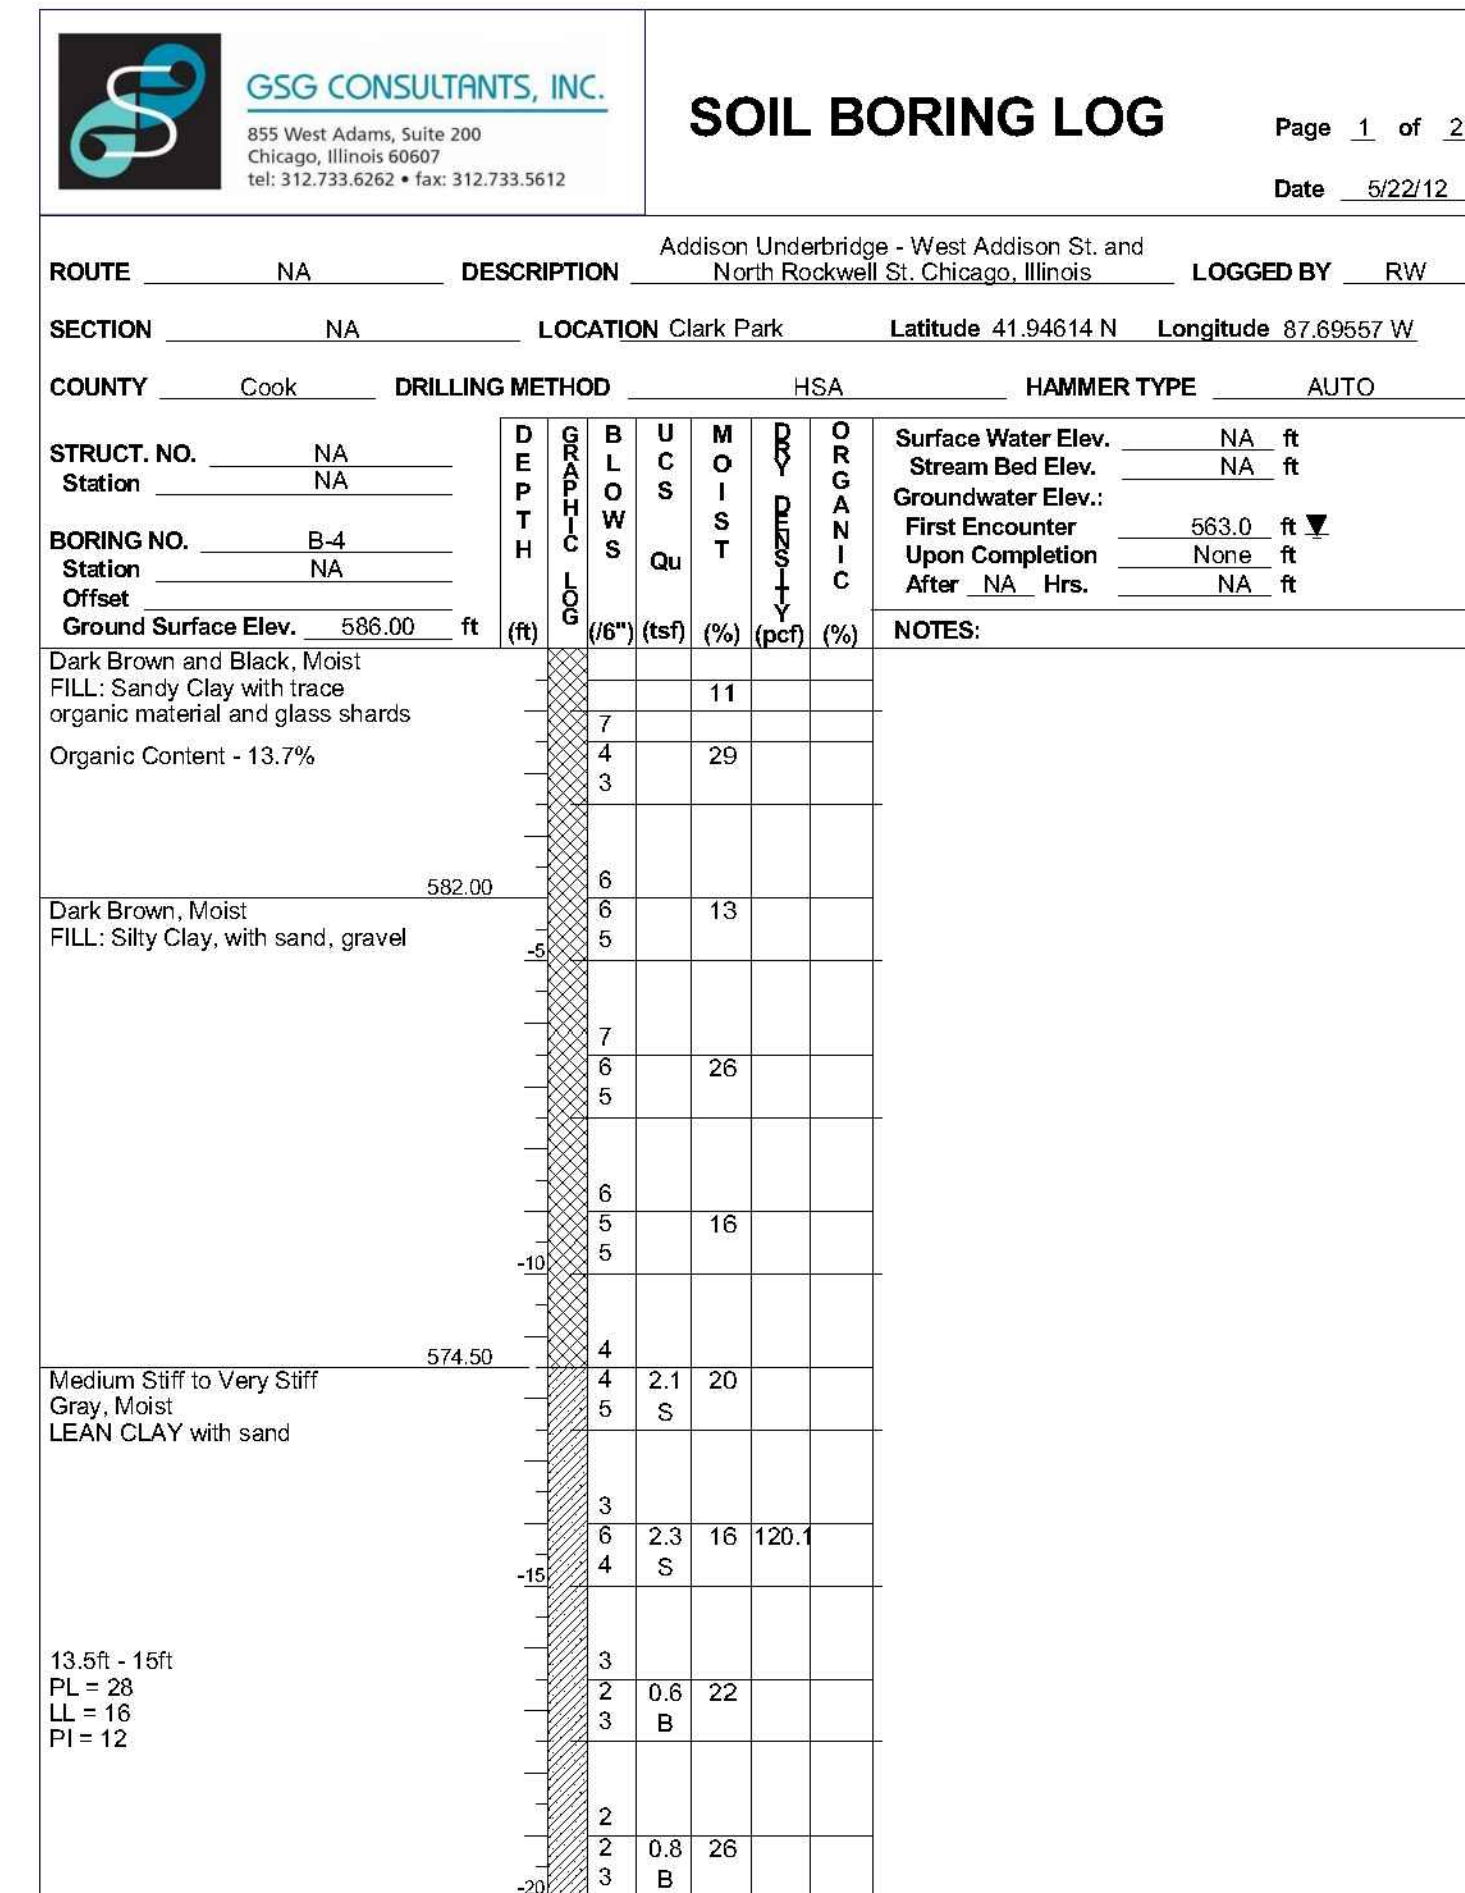 GSG CONSULTANTS, INC.
855 West Adams, Suite 200
Chicago, Illinois 60607
tel: 312.733.6262 • fax: 312.733.5612
SOIL BORING LOG
Page 1 of 2
Date 5/22/12
ROUTE NA DESCRIPTION Addison Underbridge - West Addison St. and
North Rockwell St. Chicago, Illinois LOGGED BY RW
SECTION NA LOCATION Clark Park Latitude 41.94614 N Longitude 87.69557 W
COUNTY Cook DRILLING METHOD HSA HAMMER TYPE AUTO
STRUCT. NO. NA
Station NA
BORING NO. B-4
Station NA
Offset
Ground Surface Elev. 586.00 ft
DEPTH (ft)
GRAPHIC LOG
BLOWS (/6")
UCS Qu (tsf)
MOIST (%)
DRY DENSITY (pcf)
ORGANIC (%)
Surface Water Elev. NA ft
Stream Bed Elev. NA ft
Groundwater Elev.:
First Encounter 563.0 ft ▼
Upon Completion None ft
After NA Hrs. NA ft
NOTES:
Dark Brown and Black, Moist
FILL: Sandy Clay with trace
11
organic material and glass shards
7
Organic Content - 13.7%
4 29
3
6
582.00
Dark Brown, Moist
6 13
FILL: Silty Clay, with sand, gravel
5
-5
7
6 26
5
6
5 16
5
-10
4
574.50
Medium Stiff to Very Stiff
4 2.1 20
Gray, Moist
5 S
LEAN CLAY with sand
3
6 2.3 16 120.1
4 S
-15
13.5ft - 15ft
3
PL = 28
2 0.6 22
LL = 16
3 B
PI = 12
2
2 0.8 26
3 B
-20